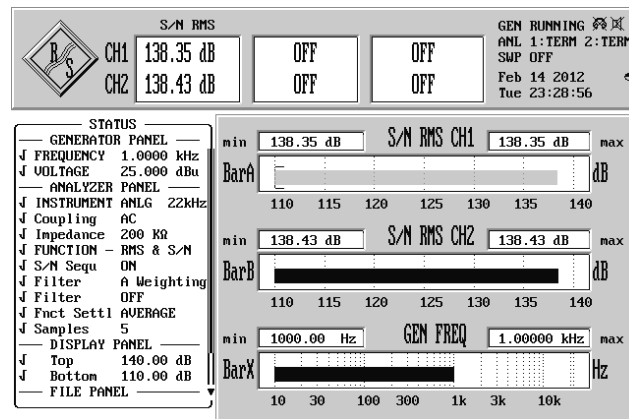 S/N RMS
CH1 138.35 dB OFF OFF
CH2 138.43 dB OFF OFF
R S
GEN RUNNING
ANL 1:TERM 2:TERM
SWP OFF
Feb 14 2012
Tue 23:28:56
STATUS
GENERATOR PANEL
FREQUENCY 1.0000 kHz
VOLTAGE 25.000 dBu
ANALYZER PANEL
INSTRUMENT ANLG 22kHz
Coupling AC
Impedance 200 KΩ
FUNCTION - RMS & S/N
S/N Sequ ON
Filter A Weighting
Filter OFF
Fnct Settl AVERAGE
Samples 5
DISPLAY PANEL
Top 140.00 dB
Bottom 110.00 dB
FILE PANEL
min 138.35 dB S/N RMS CH1 138.35 dB max
BarA dB
110 115 120 125 130 135 140
min 138.43 dB S/N RMS CH2 138.43 dB max
BarB dB
110 115 120 125 130 135 140
min 1000.00 Hz GEN FREQ 1.00000 kHz max
BarX Hz
10 30 100 300 1k 3k 10k